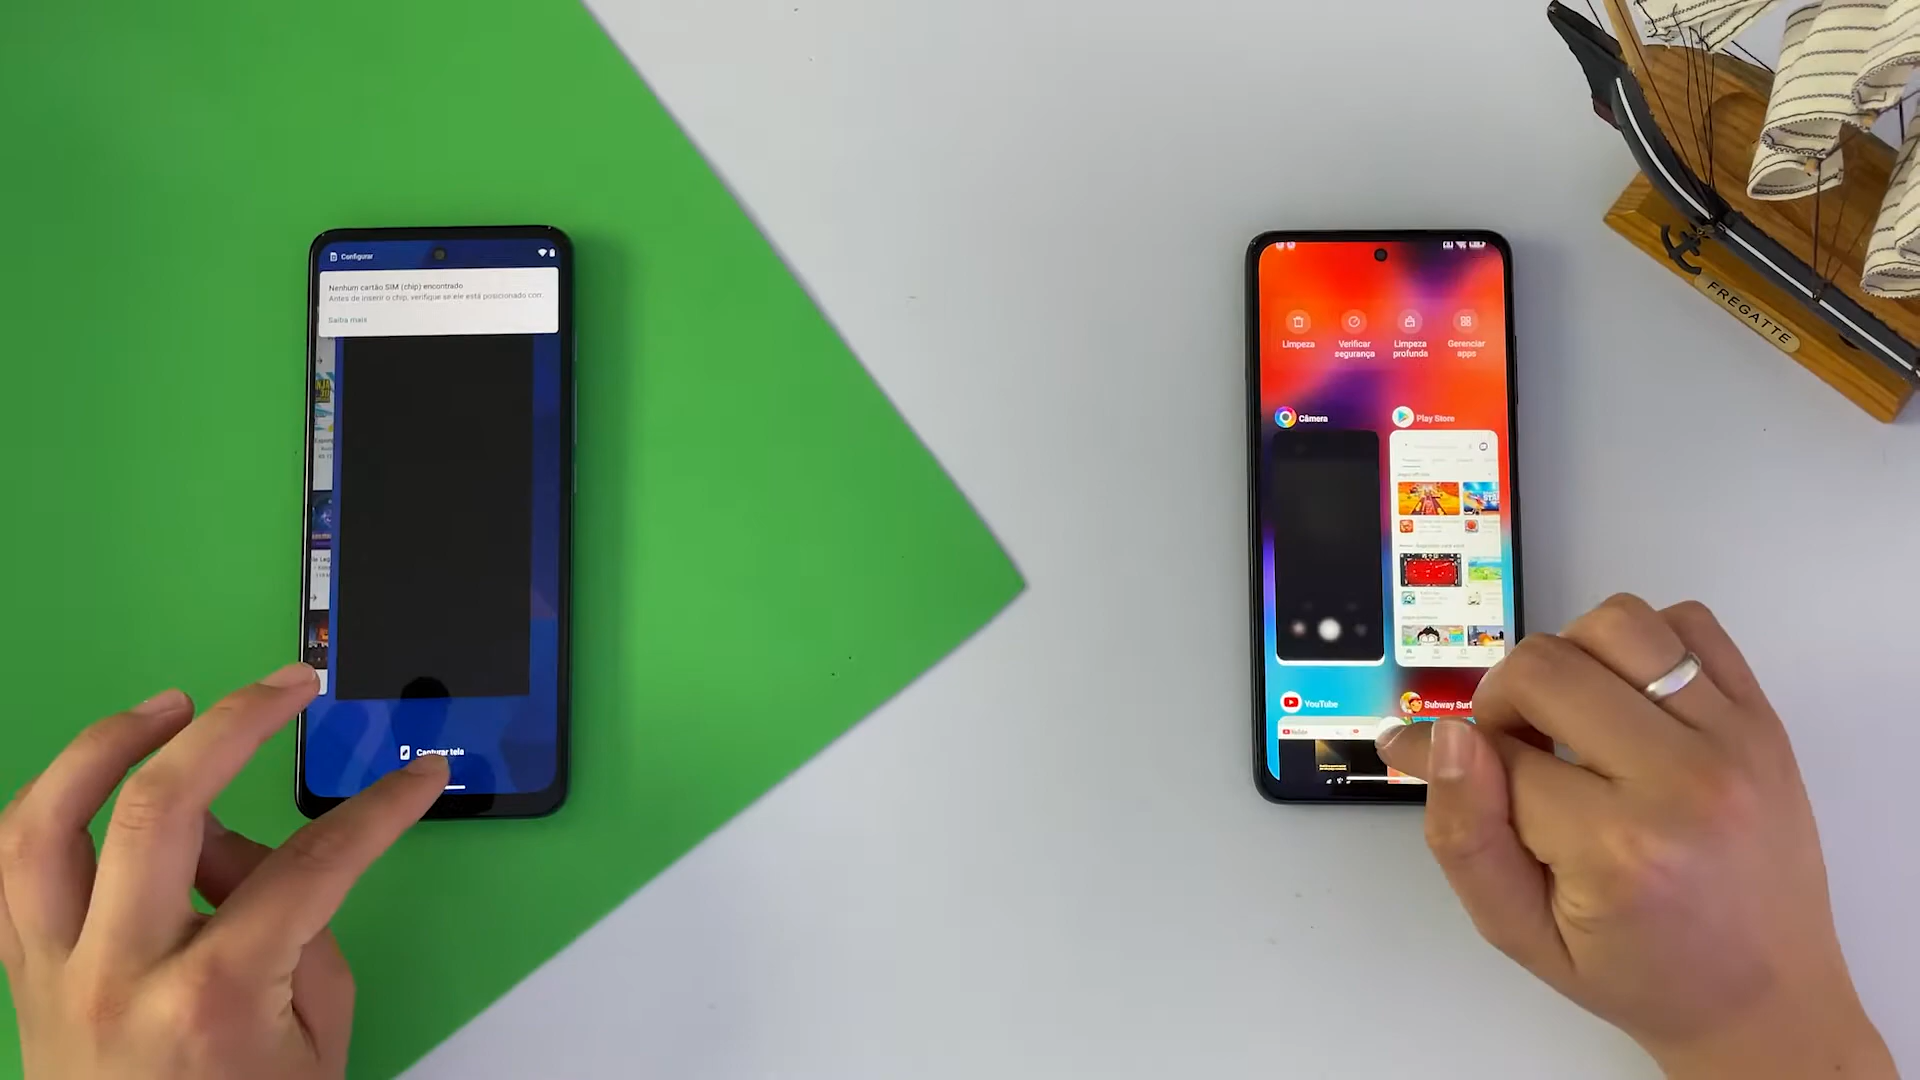 Configurar
Nenhum cartão SIM (chip) encontrado
Antes de inserir o chip, verifique se ele está posicionado corr.
Saiba mais
Capturar tela
Limpeza
Verificar
segurança
Limpeza
profunda
Gerenciar
apps
Câmera
Play Store
YouTube
Subway Surf
FREGATTE